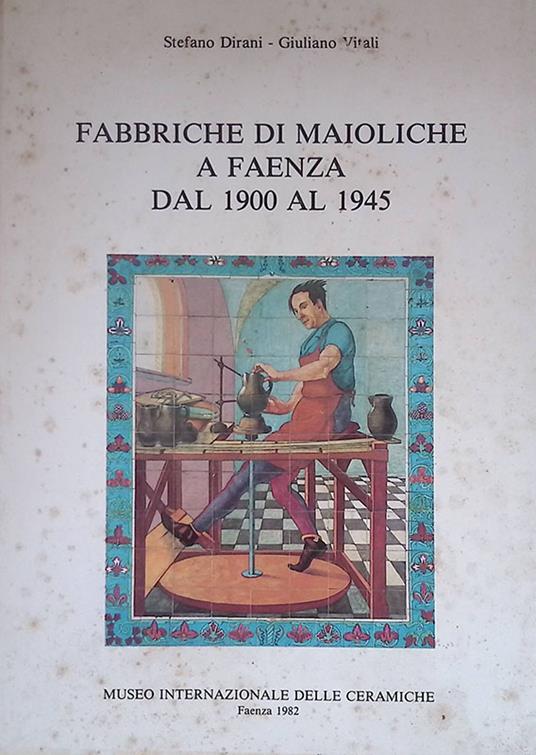 Stefano Dirani - Giuliano Vitali
FABBRICHE DI MAIOLICHE
A FAENZA
DAL 1900 AL 1945
MUSEO INTERNAZIONALE DELLE CERAMICHE
Faenza 1982